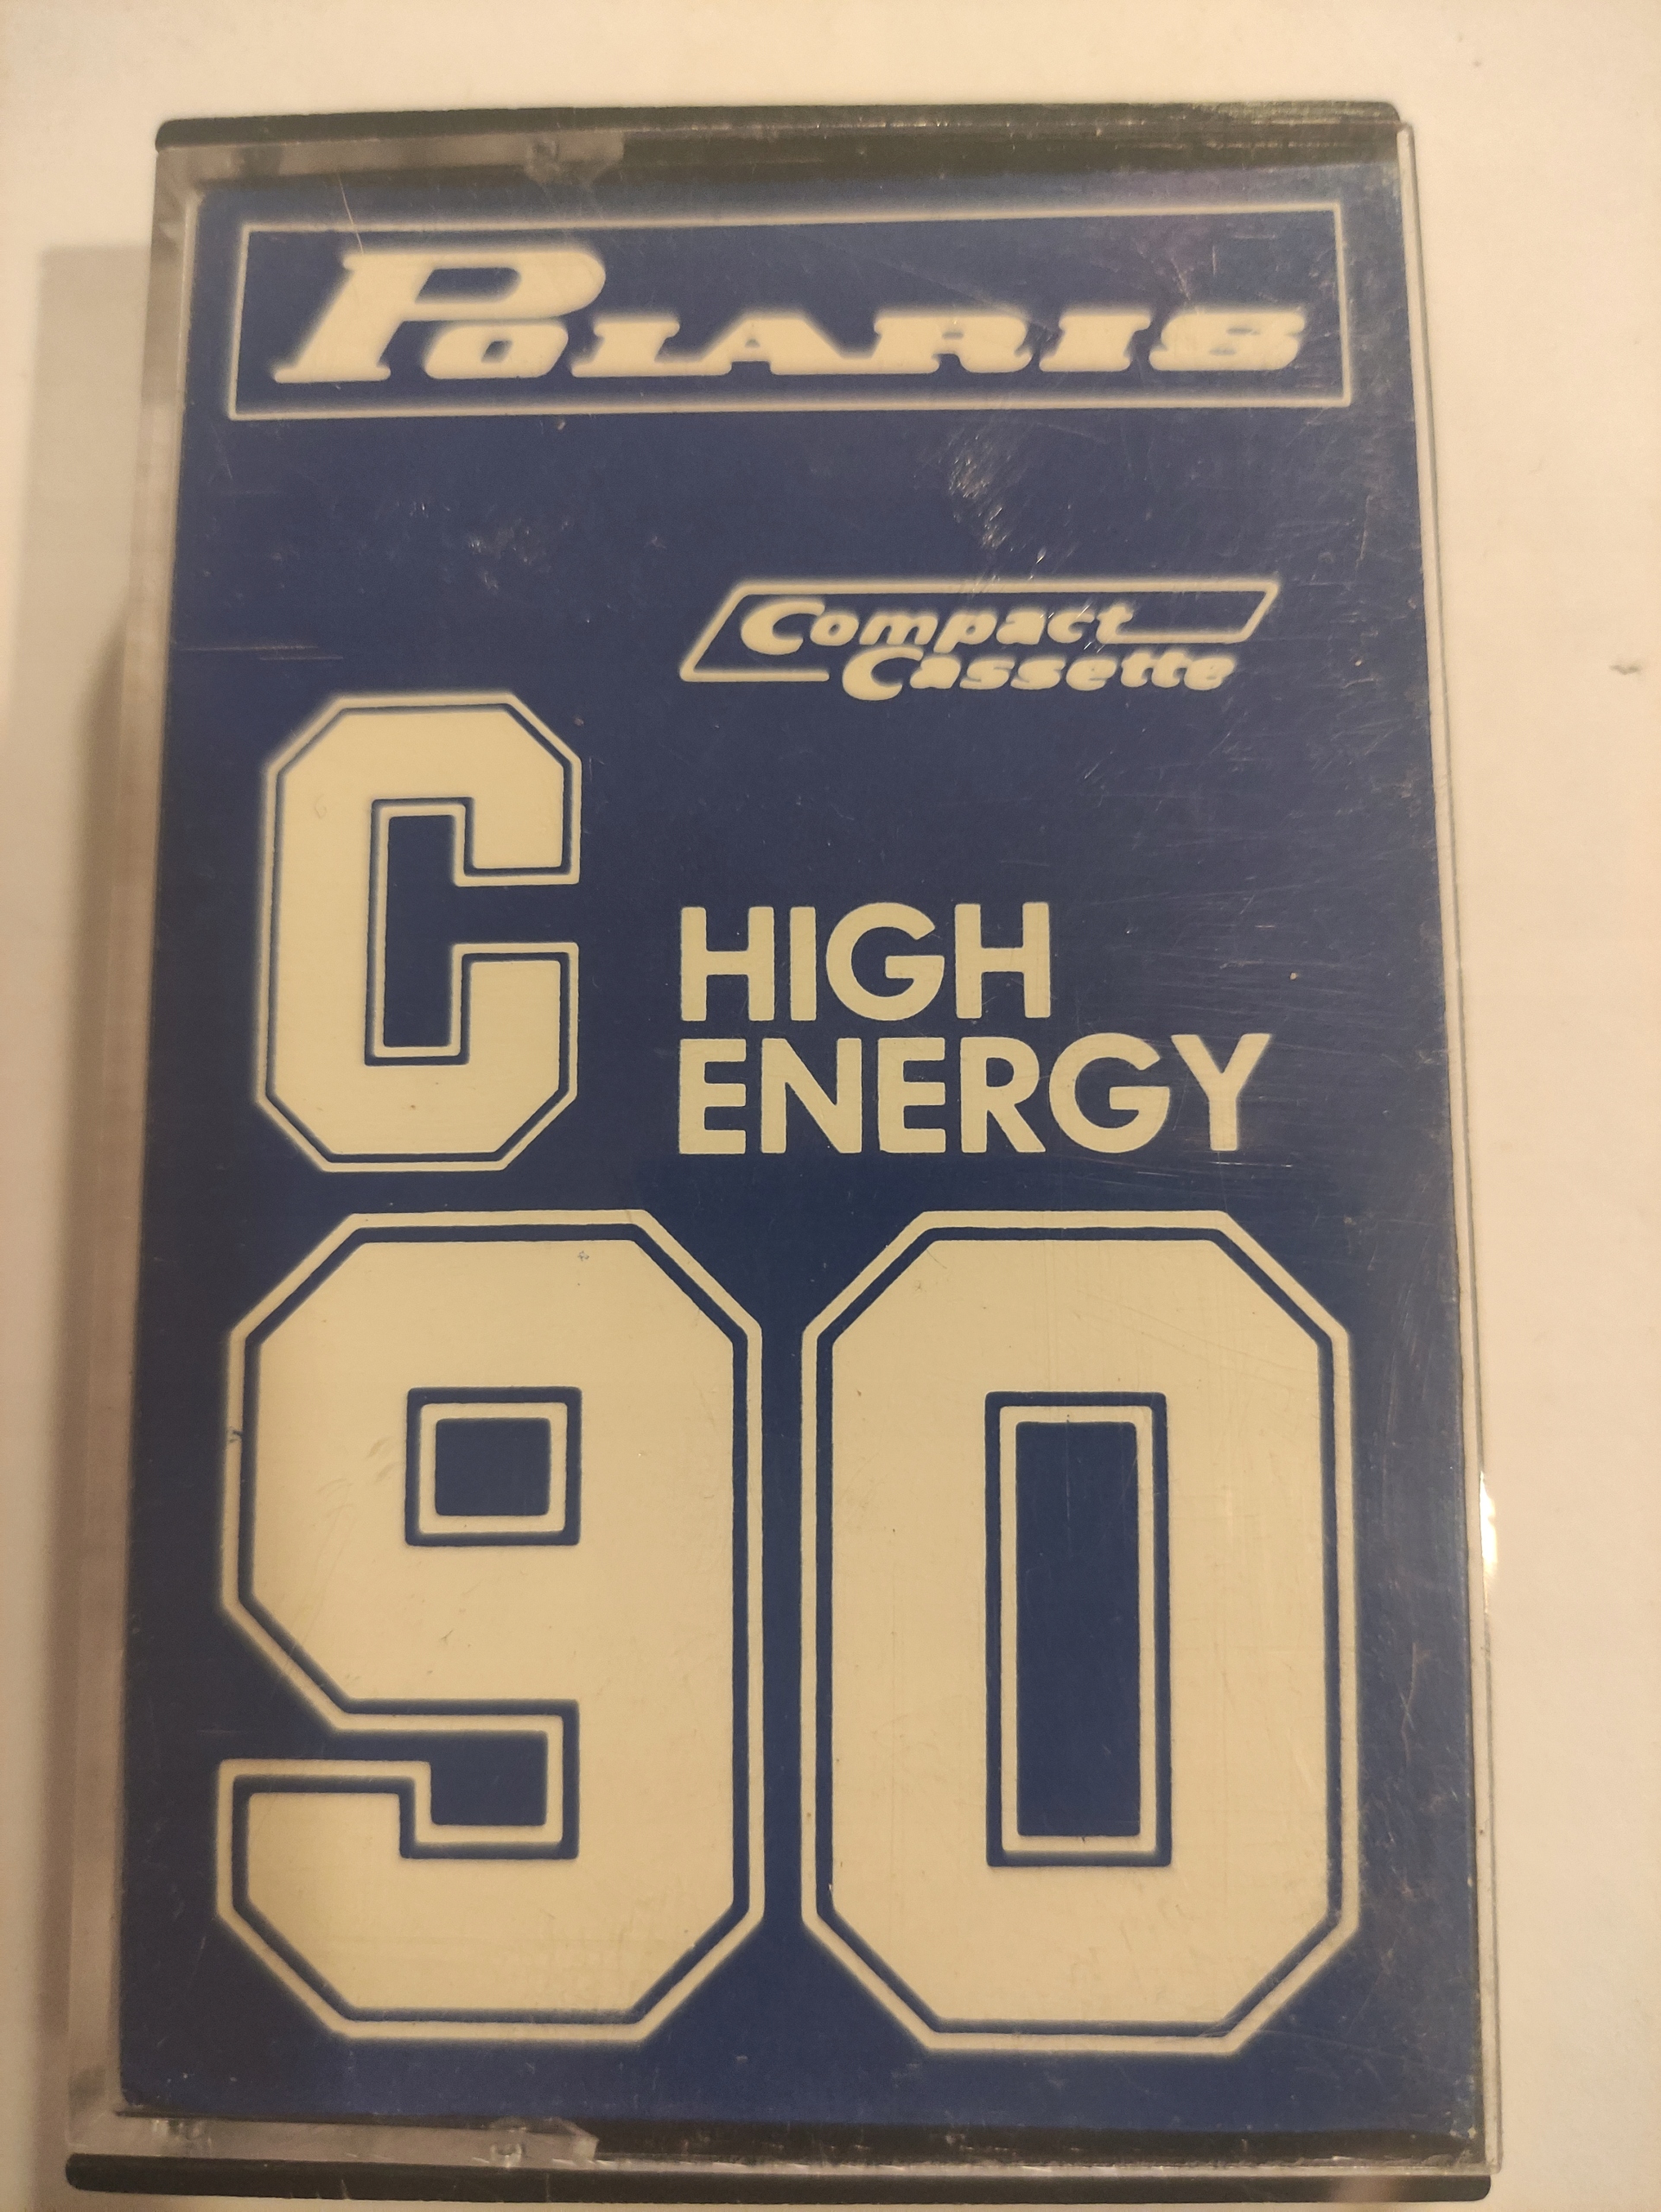 POLARIS
Compact
Cassette
C
HIGH
ENERGY
90